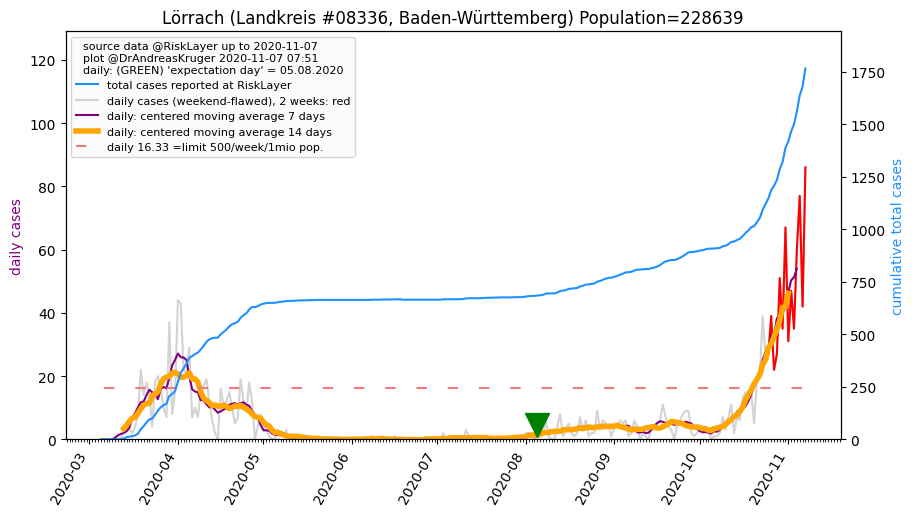 Lörrach (Landkreis #08336, Baden-Württemberg) Population=228639
source data @RiskLayer up to 2020-11-07
plot @DrAndreasKruger 2020-11-07 07:51
daily: (GREEN) 'expectation day' = 05.08.2020
total cases reported at RiskLayer
daily cases (weekend-flawed), 2 weeks: red
daily: centered moving average 7 days
daily: centered moving average 14 days
daily 16.33 =limit 500/week/1mio pop.
daily cases
120
100
80
60
40
20
0
cumulative total cases
1750
1500
1250
1000
750
500
250
0
2020-03
2020-04
2020-05
2020-06
2020-07
2020-08
2020-09
2020-10
2020-11